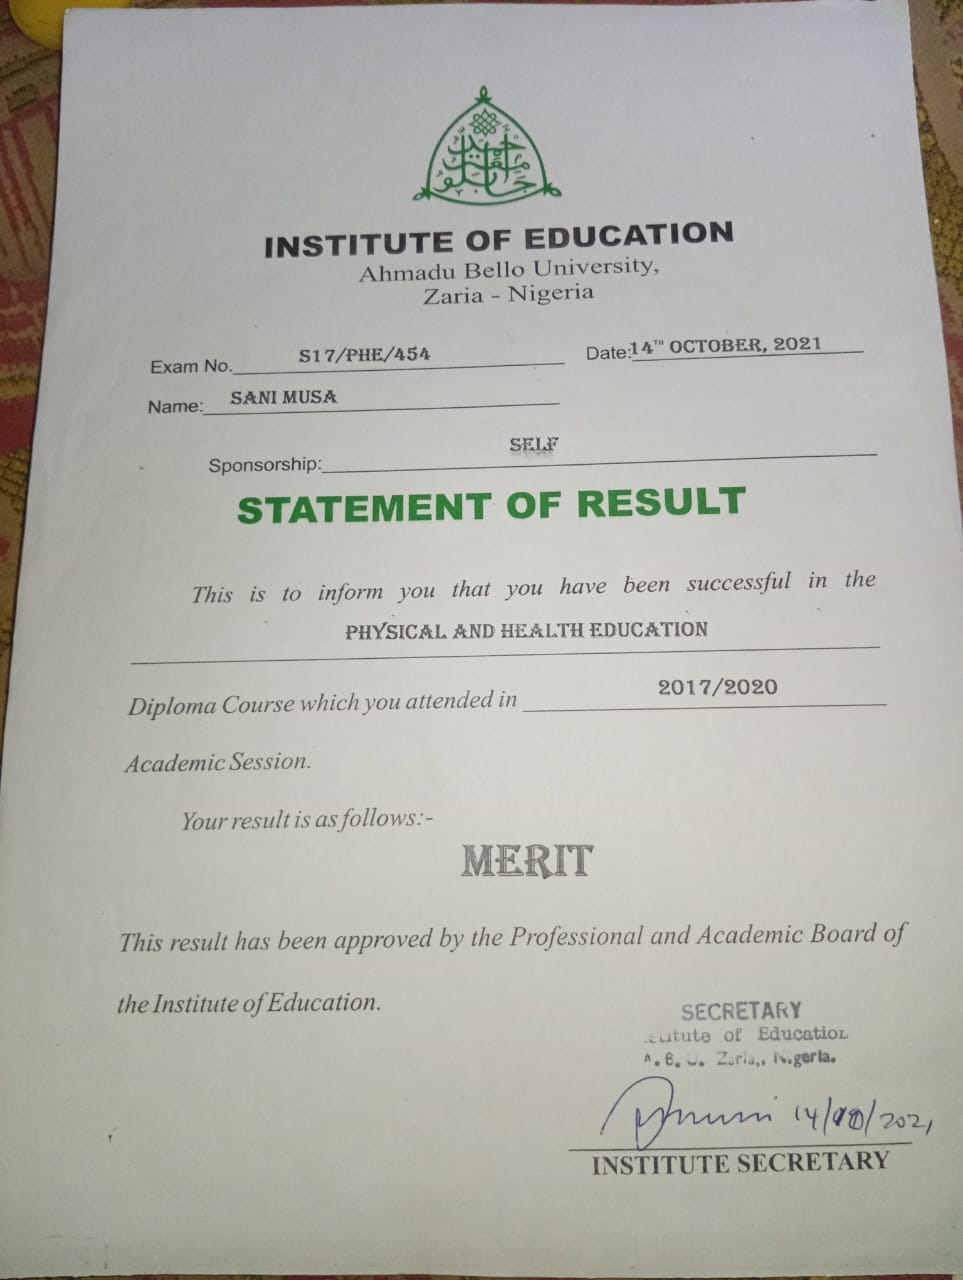 INSTITUTE OF EDUCATION
Ahmadu Bello University,
Zaria - Nigeria
Exam No. S17/PHE/454 Date: 14TH OCTOBER, 2021
Name: SANI MUSA
Sponsorship: SELF
STATEMENT OF RESULT
This is to inform you that you have been successful in the
PHYSICAL AND HEALTH EDUCATION
Diploma Course which you attended in 2017/2020
Academic Session.
Your result is as follows:-
MERIT
This result has been approved by the Professional and Academic Board of
the Institute of Education.
SECRETARY
of Education
A. B. U. Zaria,, Nigeria.
14/10/2021
INSTITUTE SECRETARY